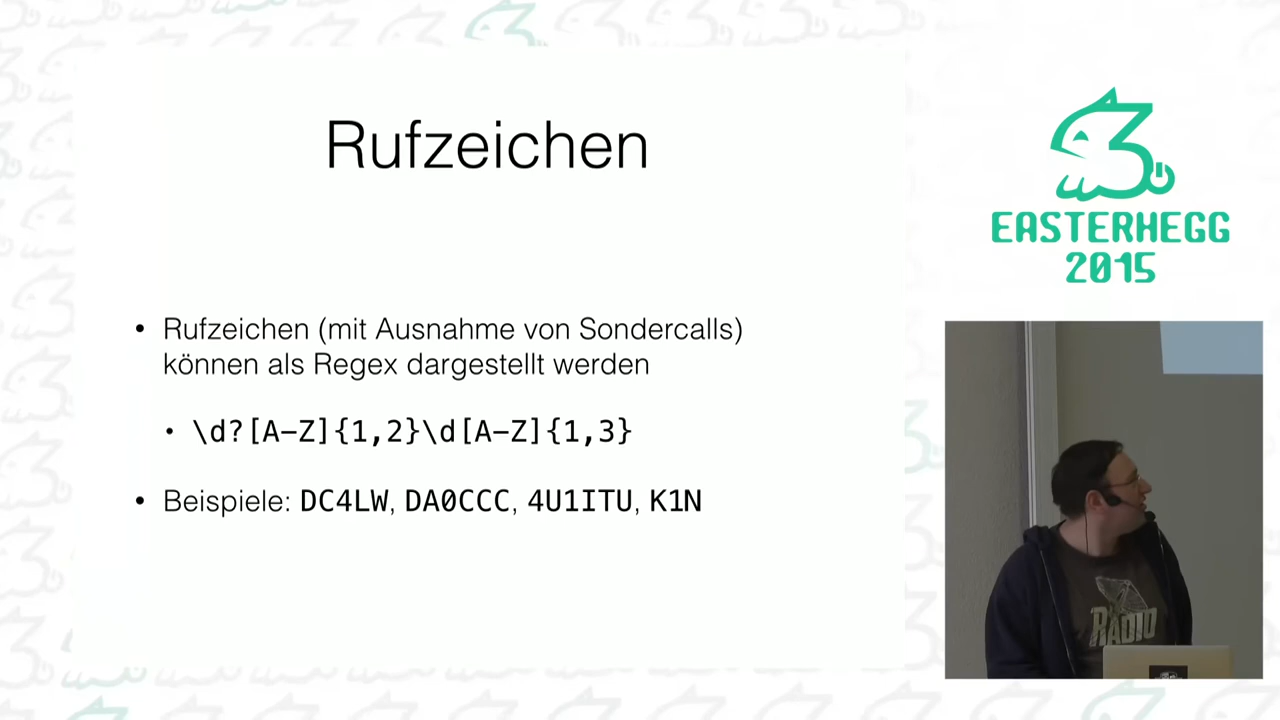 Rufzeichen
• Rufzeichen (mit Ausnahme von Sondercalls)
können als Regex dargestellt werden
• \d?[A-Z]{1,2}\d[A-Z]{1,3}
• Beispiele: DC4LW, DA0CCC, 4U1ITU, K1N
EASTERHEGG
2015
RADIO